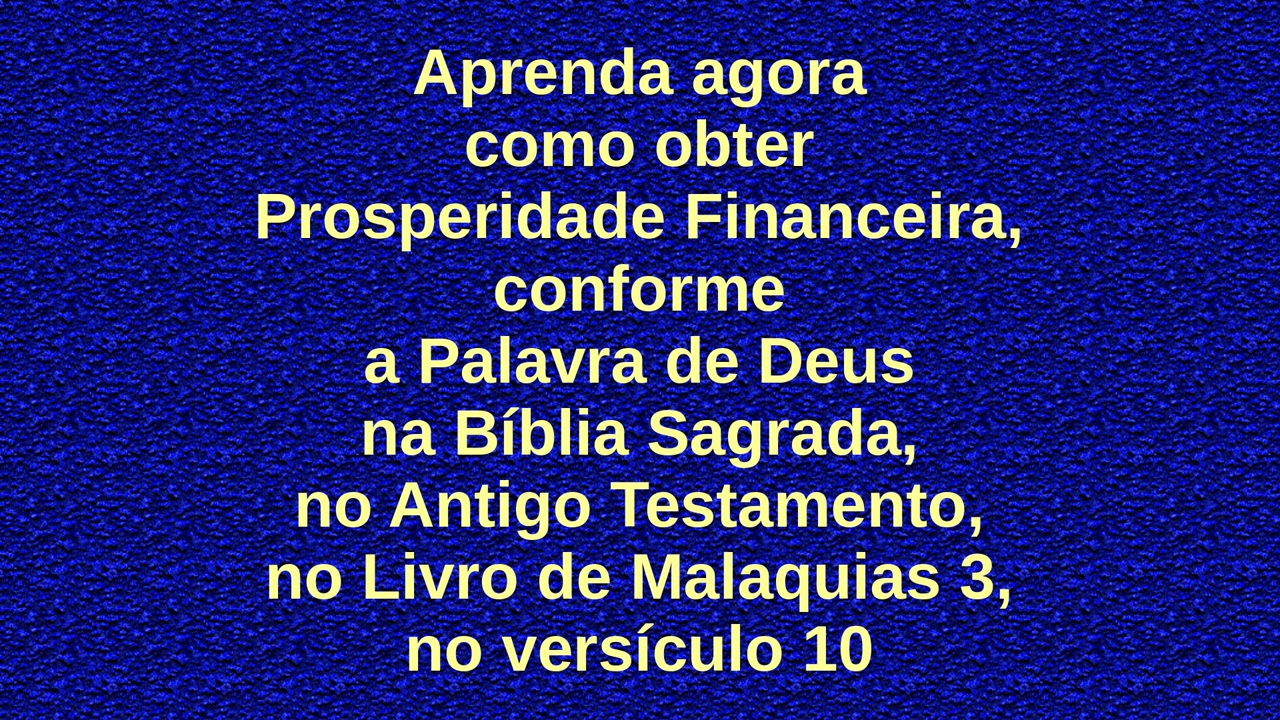 Aprenda agora
como obter
Prosperidade Financeira,
conforme
a Palavra de Deus
na Bíblia Sagrada,
no Antigo Testamento,
no Livro de Malaquias 3,
no versículo 10